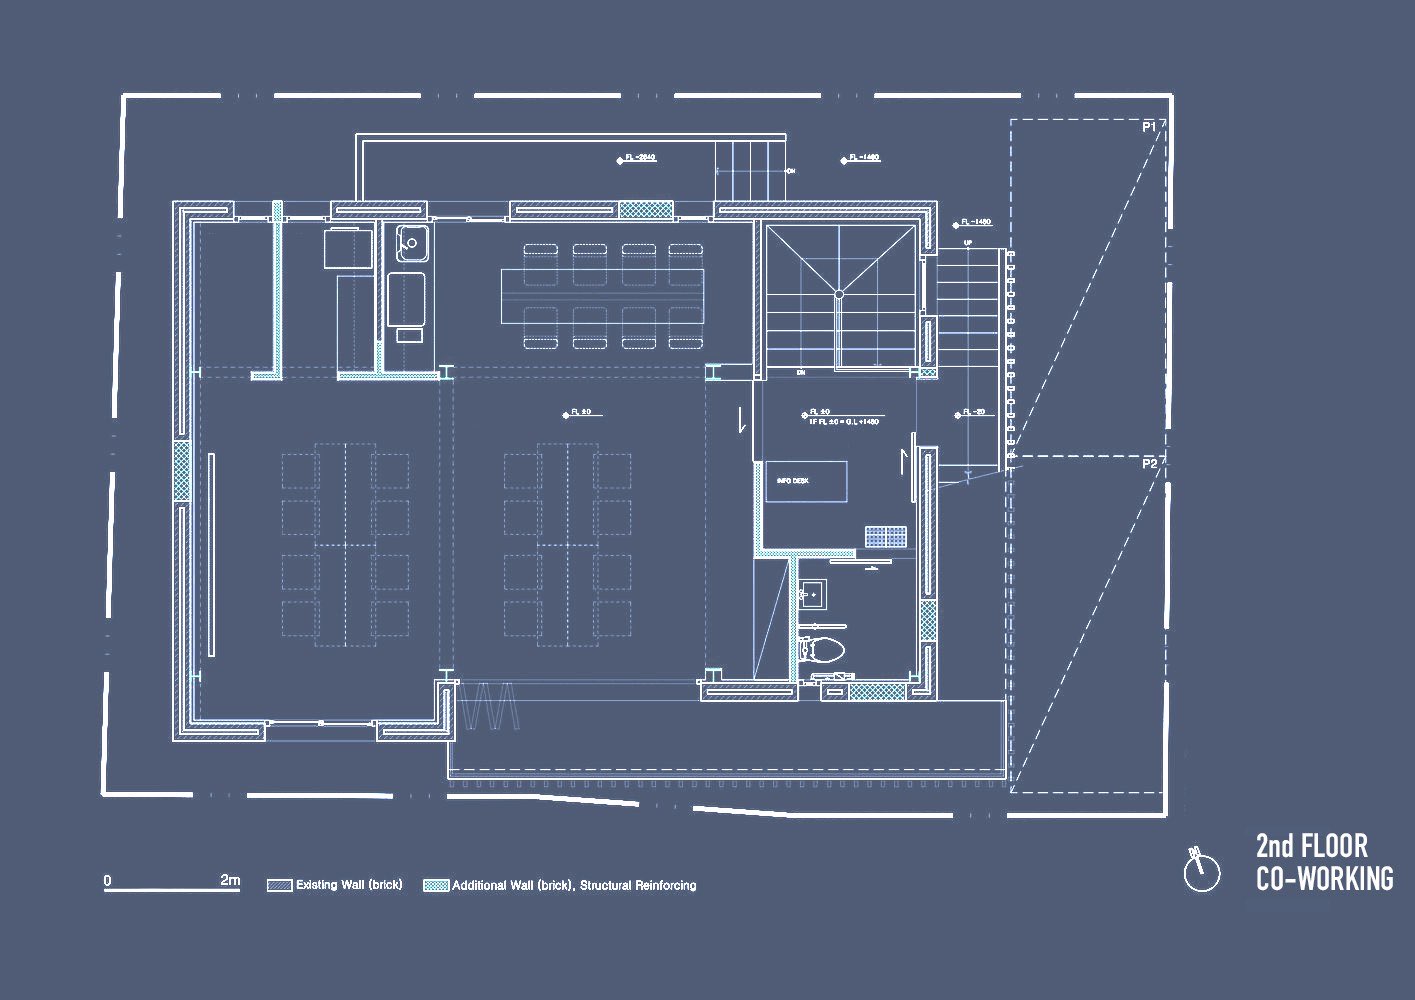 P1
FL -2640
FL -1460
DN
FL -1460
UP
DN
FL ±0
FL ±0
IF FL ±0 = G.L +1460
FL -20
P2
INFO DESK
N
2nd FLOOR
CO-WORKING
0 2m
Existing Wall (brick)
Additional Wall (brick), Structural Reinforcing